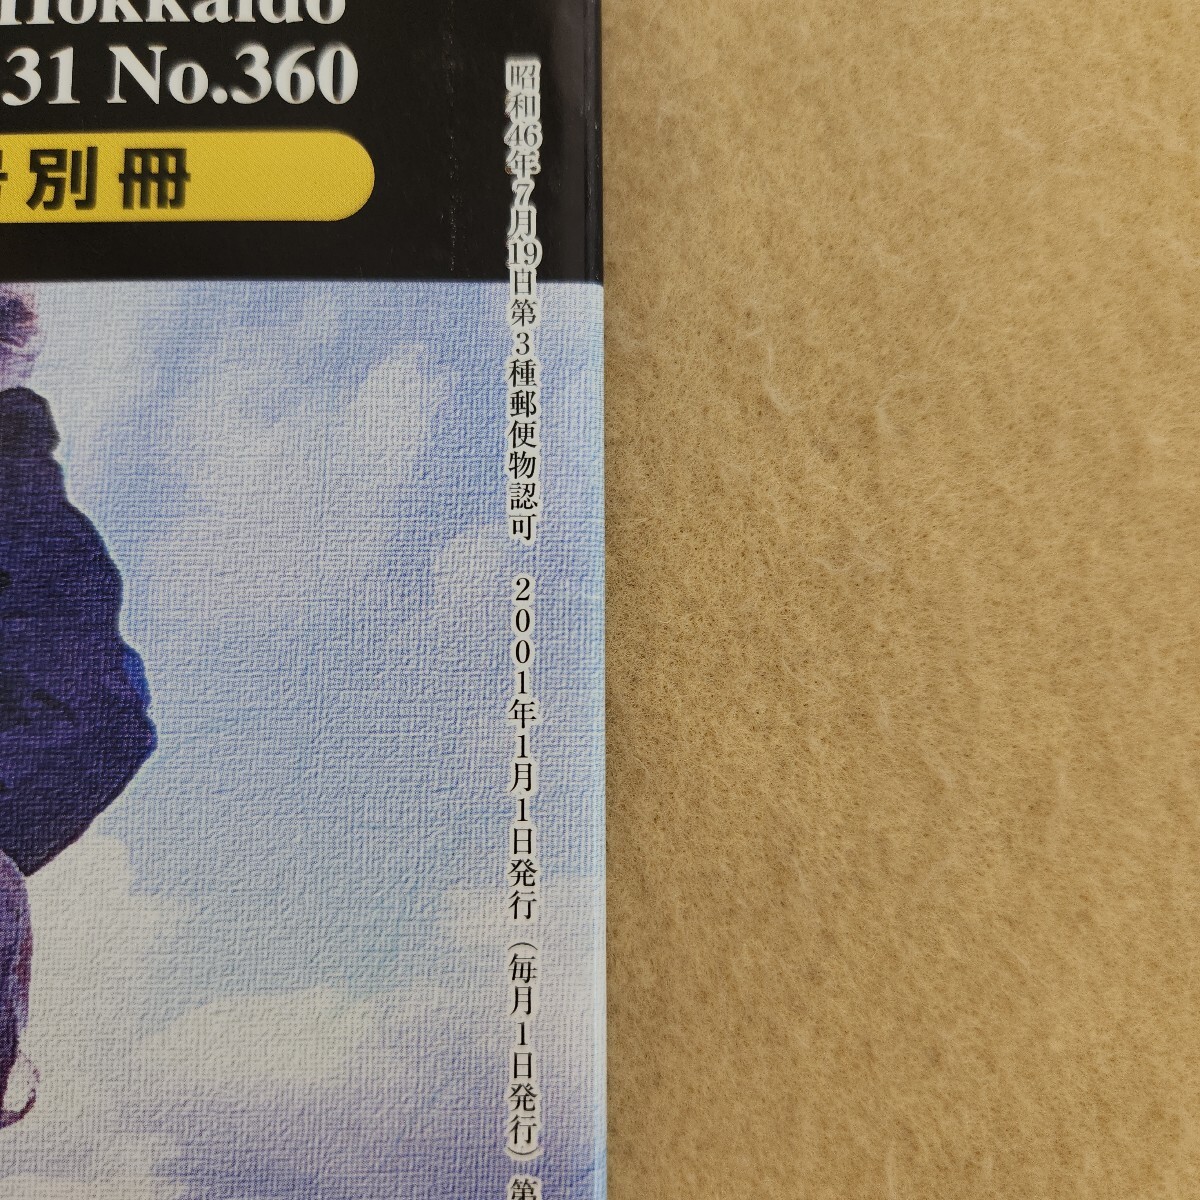 Hokkaido
31 No.360
号別冊
昭和46年7月19日第3種郵便物認可　2001年1月1日発行（毎月1日発行）第